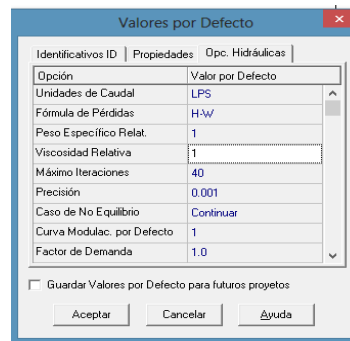 Valores por Defecto
Identificativos ID Propiedades Opc. Hidráulicas
Opción Valor por Defecto
Unidades de Caudal LPS
Fórmula de Pérdidas H-W
Peso Específico Relat. 1
Viscosidad Relativa 1
Máximo Iteraciones 40
Precisión 0.001
Caso de No Equilibrio Continuar
Curva Modulac. por Defecto 1
Factor de Demanda 1.0
Guardar Valores por Defecto para futuros proyetos
Aceptar Cancelar Ayuda